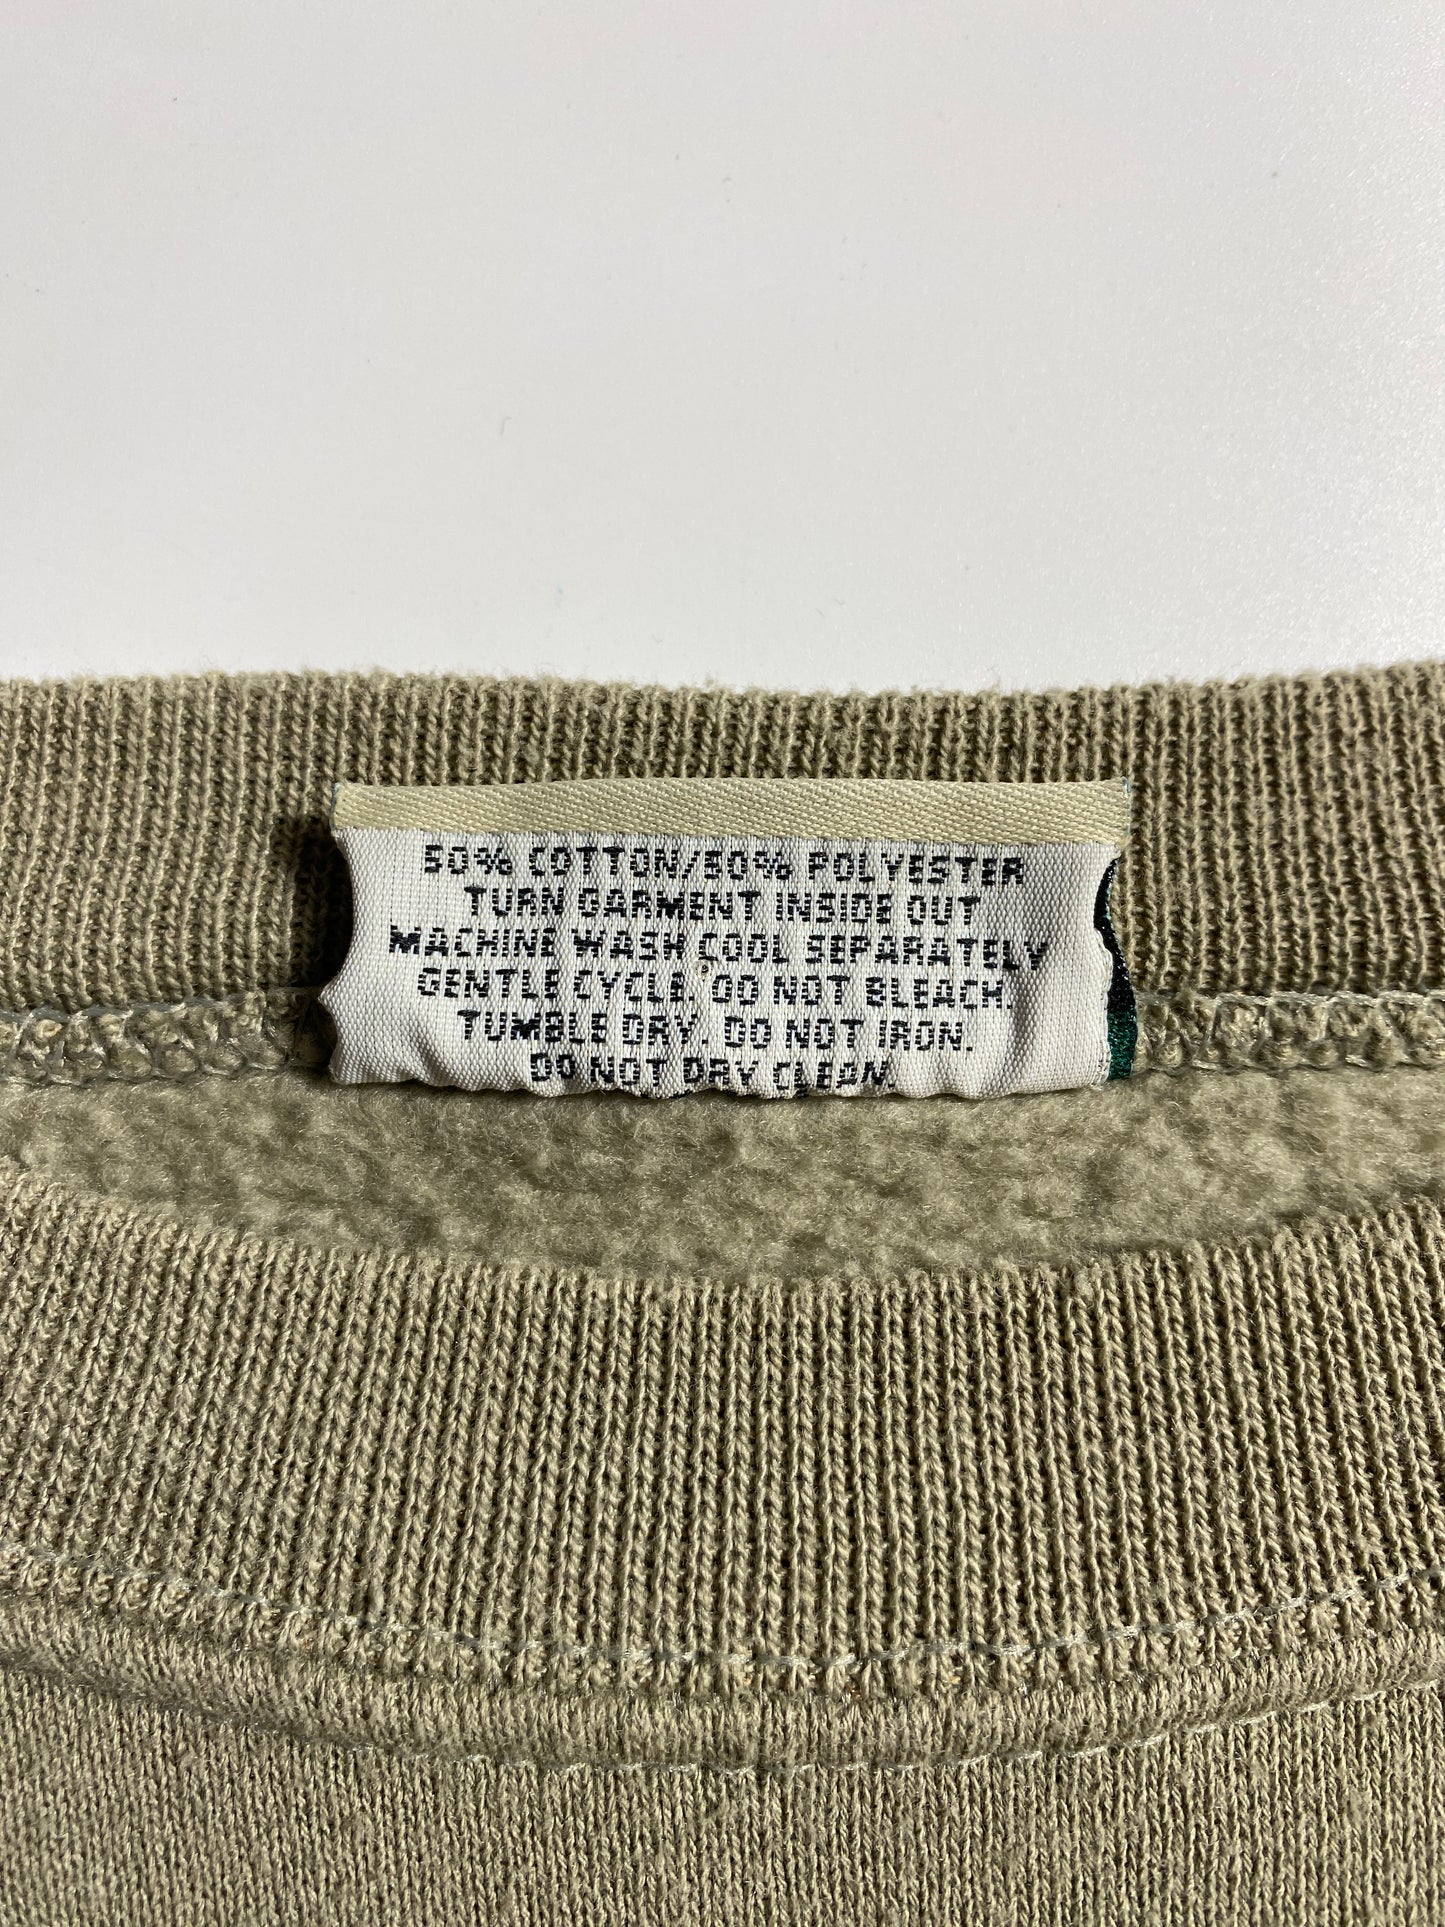 50% COTTON/50% POLYESTER
TURN GARMENT INSIDE OUT
MACHINE WASH COOL SEPARATELY
GENTLE CYCLE. DO NOT BLEACH.
TUMBLE DRY. DO NOT IRON.
DO NOT DRY CLEAN.